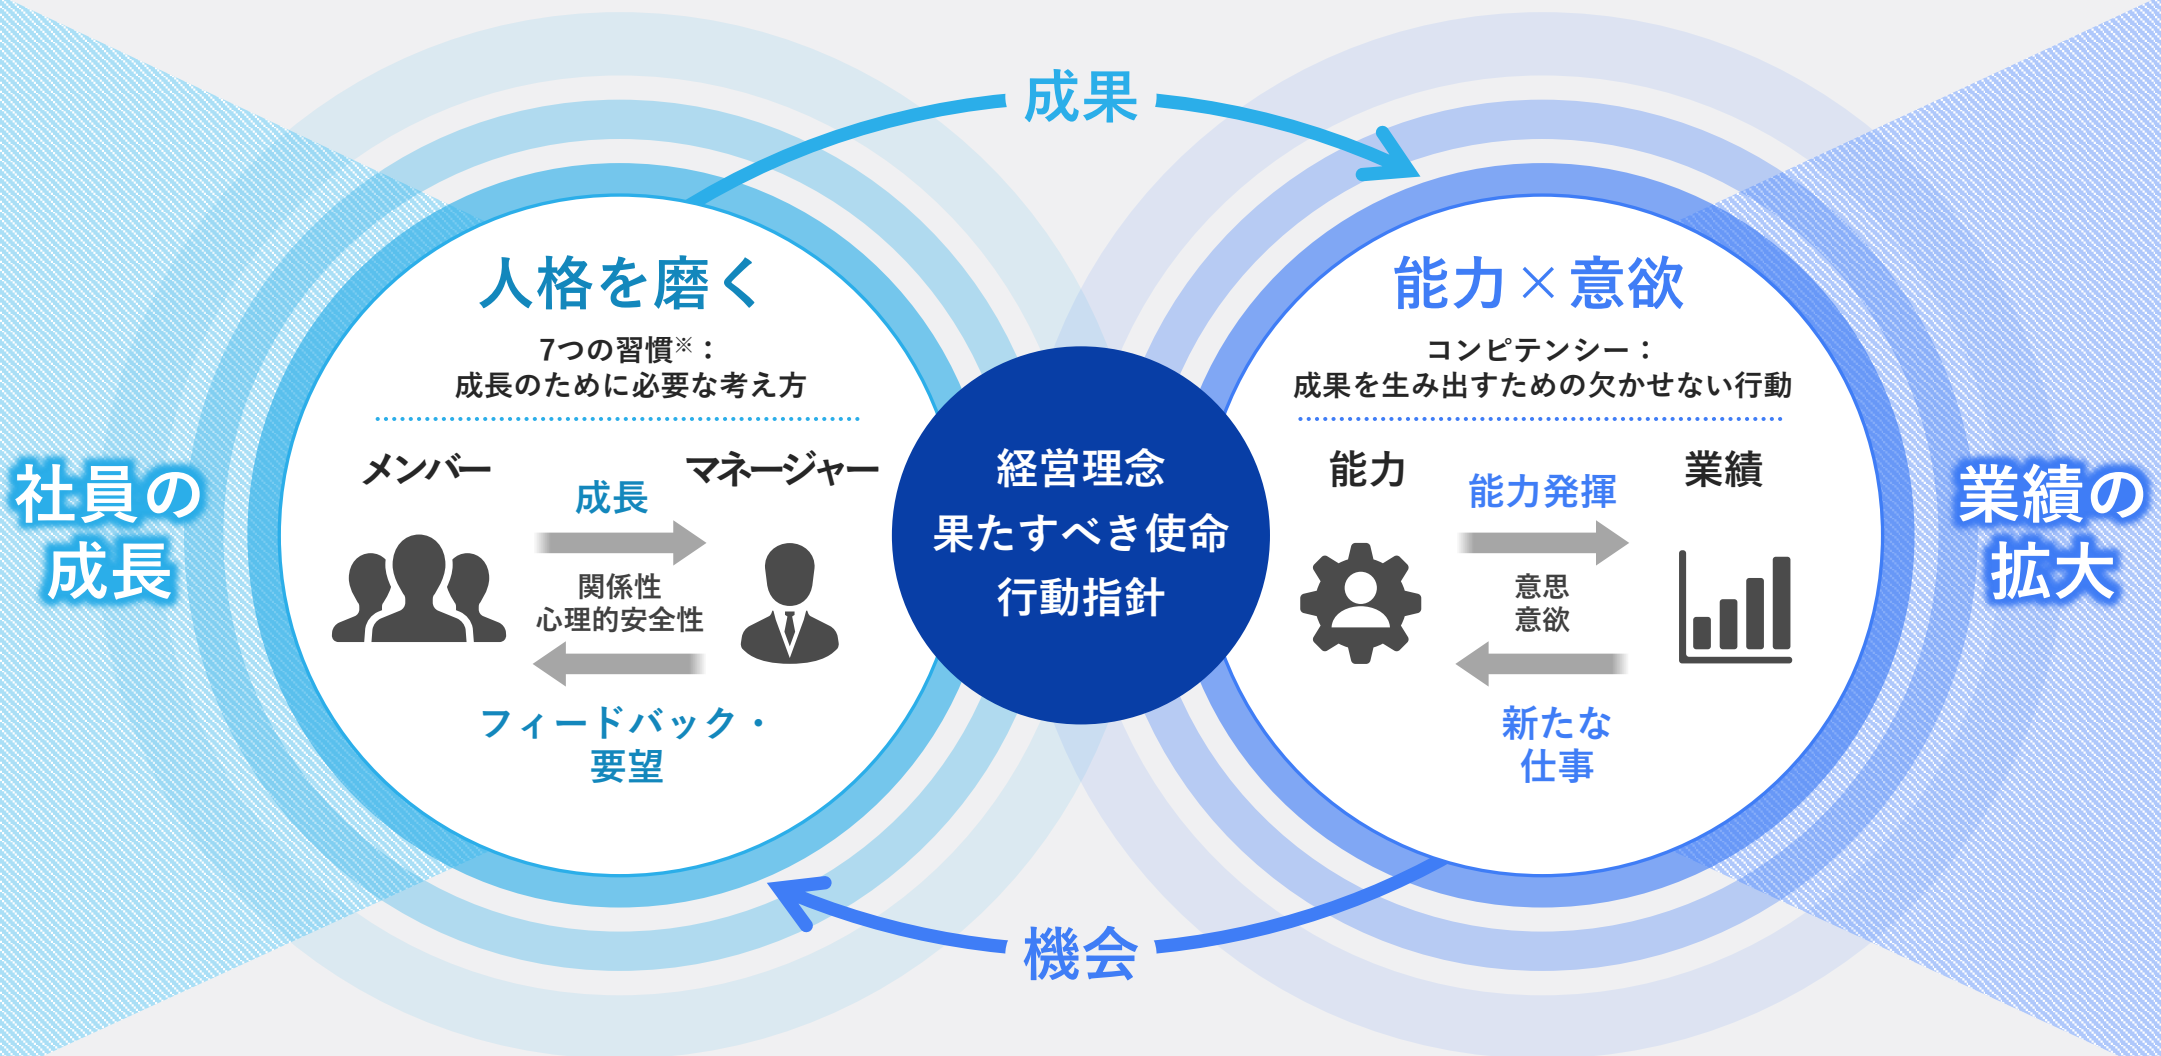 成果
社員の
成長
人格を磨く
7つの習慣※：
成長のために必要な考え方
メンバー
マネージャー
成長
関係性
心理的安全性
フィードバック・
要望
経営理念
果たすべき使命
行動指針
能力×意欲
コンピテンシー：
成果を生み出すための欠かせない行動
能力
業績
能力発揮
意思
意欲
新たな
仕事
業績の
拡大
機会